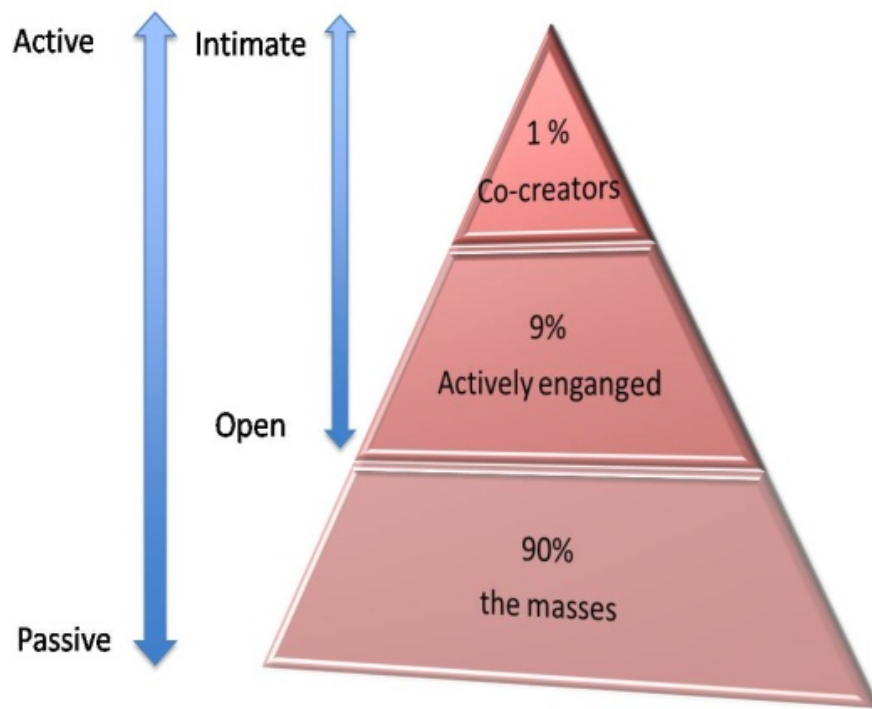 Active
Intimate
1 %
Co-creators
9%
Actively enganged
Open
90%
the masses
Passive